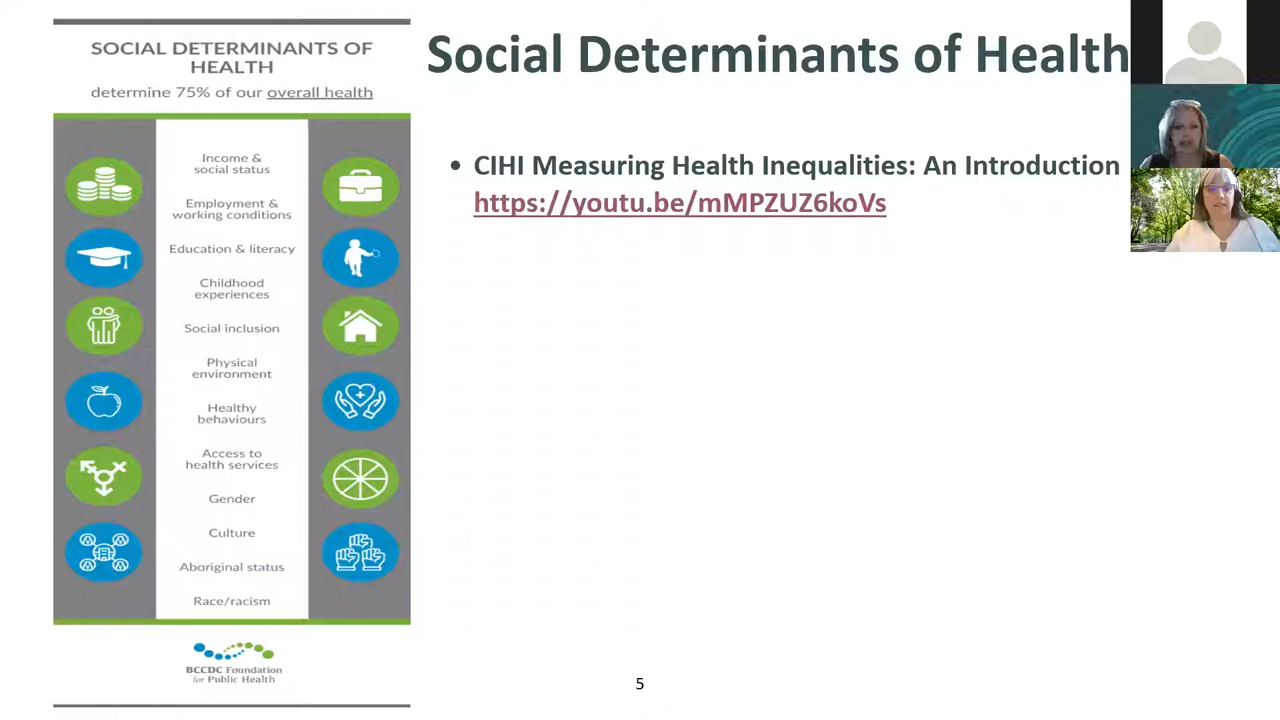 SOCIAL DETERMINANTS OF
HEALTH
determine 75% of our overall health
Income &
social status
Employment &
working conditions
Education & literacy
Childhood
experiences
Social inclusion
Physical
environment
Healthy
behaviours
Access to
health services
Gender
Culture
Aboriginal status
Race/racism
BCCDC Foundation
for Public Health
Social Determinants of Health
• CIHI Measuring Health Inequalities: An Introduction
https://youtu.be/mMPZUZ6koVs
5